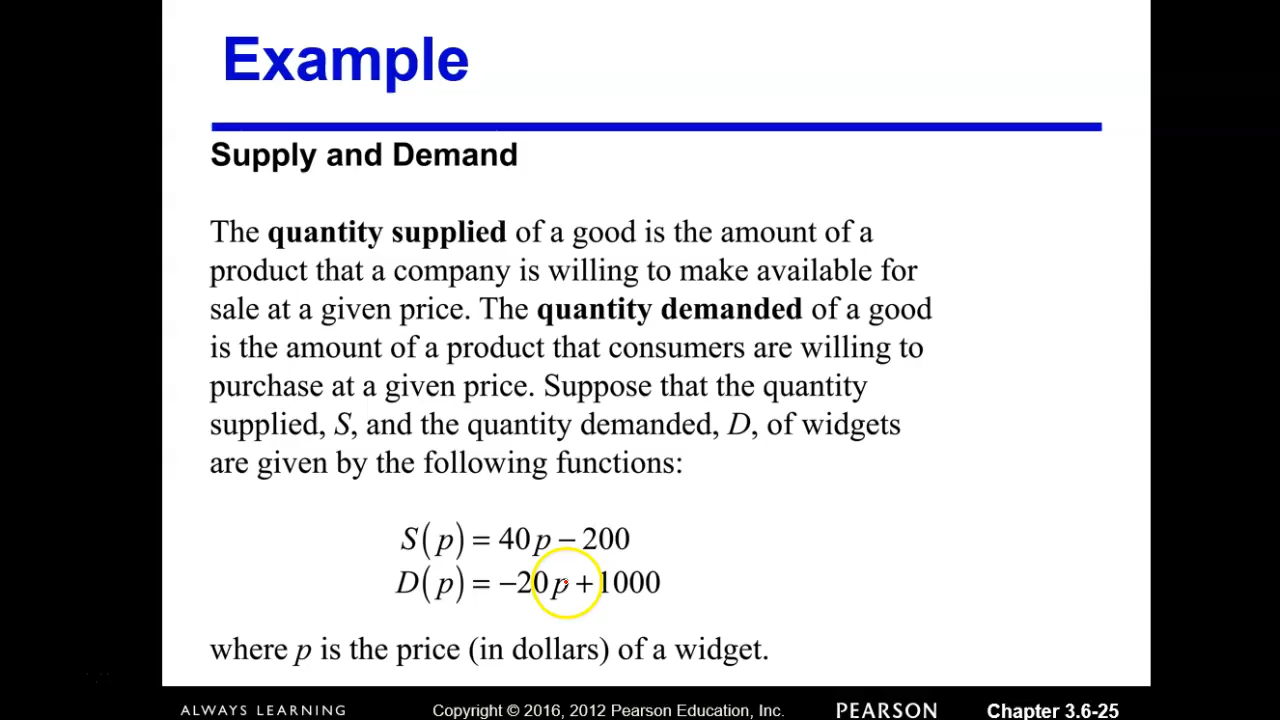 Example
Supply and Demand
The quantity supplied of a good is the amount of a
product that a company is willing to make available for
sale at a given price. The quantity demanded of a good
is the amount of a product that consumers are willing to
purchase at a given price. Suppose that the quantity
supplied, S, and the quantity demanded, D, of widgets
are given by the following functions:
S(p) = 40p − 200
D(p) = −20p + 1000
where p is the price (in dollars) of a widget.
ALWAYS LEARNING Copyright © 2016, 2012 Pearson Education, Inc. PEARSON Chapter 3.6-25